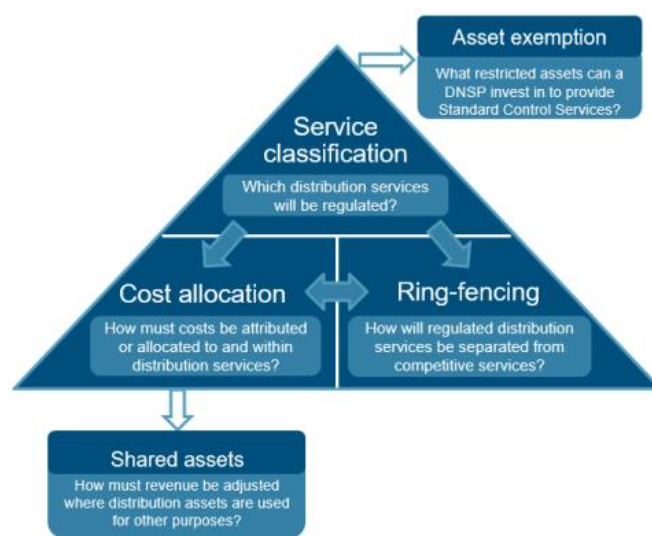 Asset exemption
What restricted assets can a
DNSP invest in to provide
Standard Control Services?
Service
classification
Which distribution services
will be regulated?
Cost allocation
How must costs be attributed
or allocated to and within
distribution services?
Ring-fencing
How will regulated distribution
services be separated from
competitive services?
Shared assets
How must revenue be adjusted
where distribution assets are used
for other purposes?